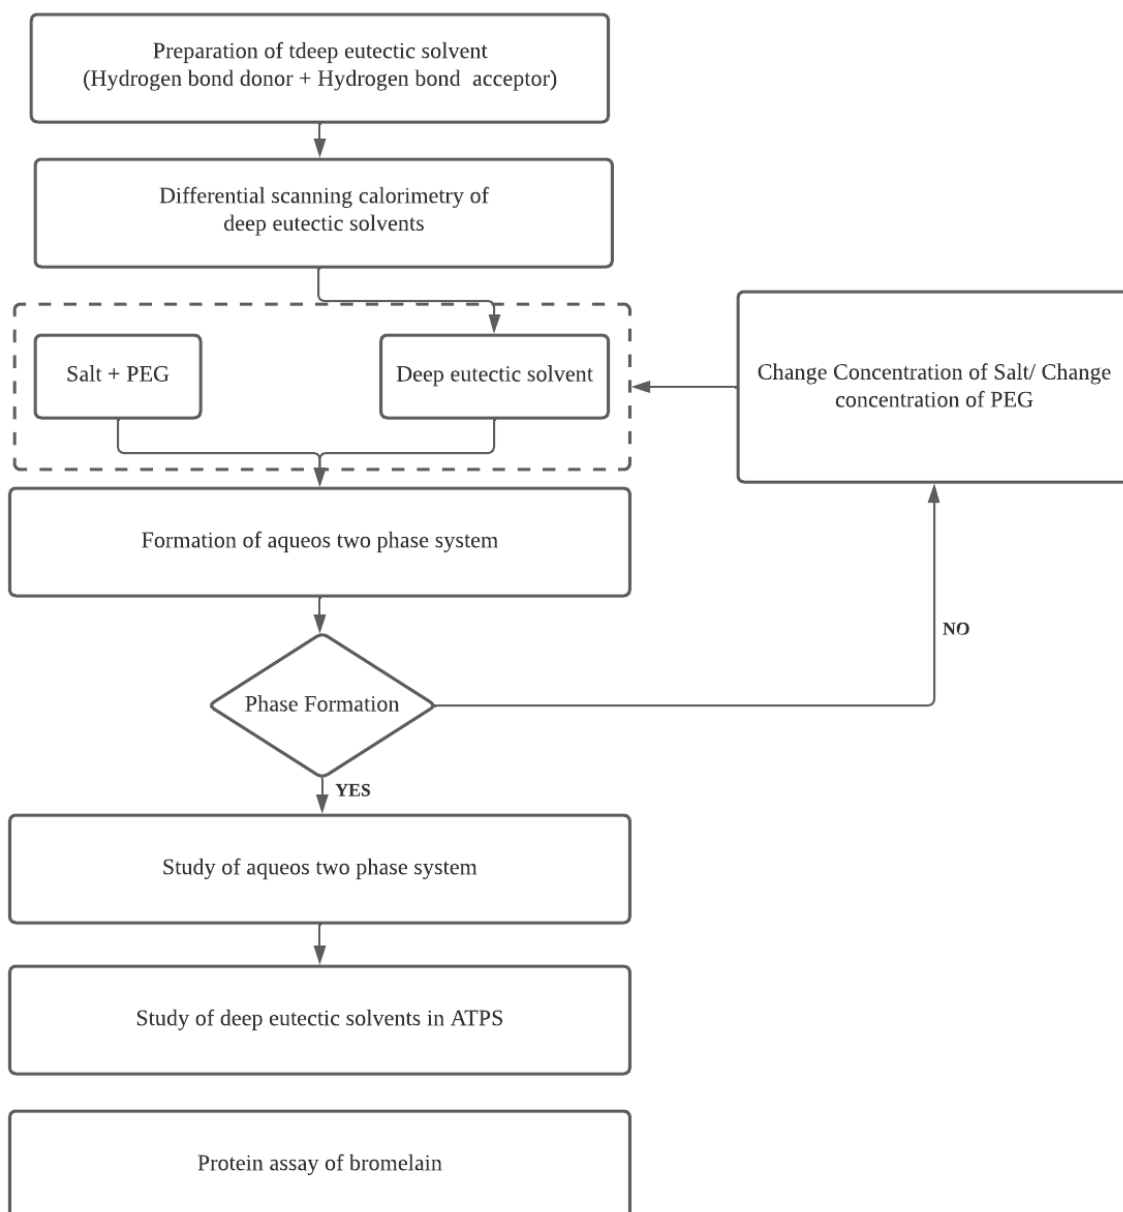 Preparation of tdeep eutectic solvent
(Hydrogen bond donor + Hydrogen bond acceptor)
Differential scanning calorimetry of
deep eutectic solvents
Salt + PEG
Deep eutectic solvent
Change Concentration of Salt/ Change
concentration of PEG
Formation of aqueos two phase system
Phase Formation
NO
YES
Study of aqueos two phase system
Study of deep eutectic solvents in ATPS
Protein assay of bromelain